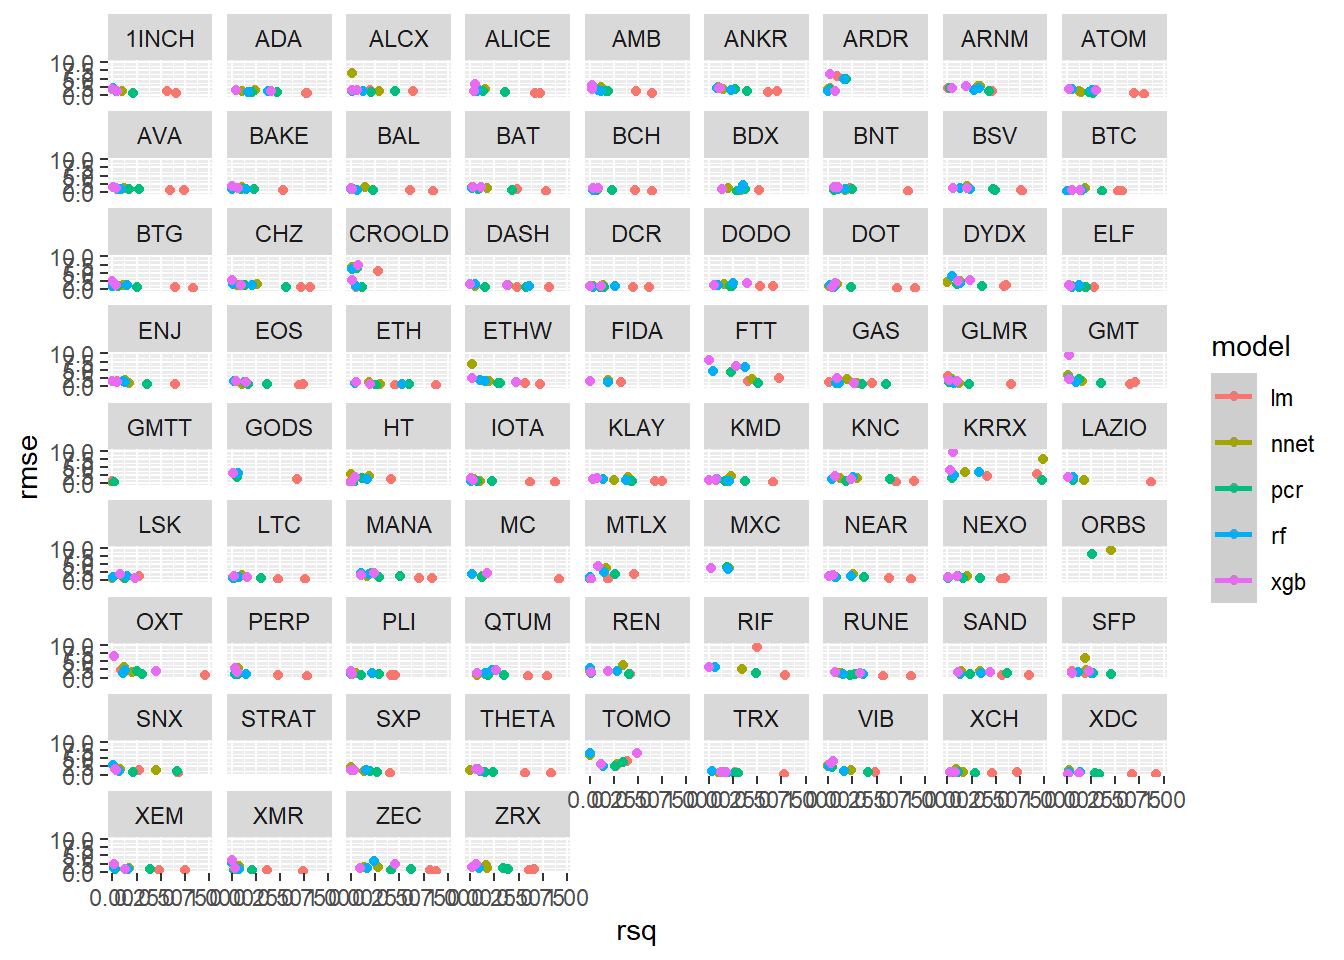 1INCH ADA ALCX ALICE AMB ANKR ARDR ARNM ATOM
AVA BAKE BAL BAT BCH BDX BNT BSV BTC
BTG CHZ CROOLD DASH DCR DODO DOT DYDX ELF
ENJ EOS ETH ETHW FIDA FTT GAS GLMR GMT
GMTT GODS HT IOTA KLAY KMD KNC KRRX LAZIO
LSK LTC MANA MC MTLX MXC NEAR NEXO ORBS
OXT PERP PLI QTUM REN RIF RUNE SAND SFP
SNX STRAT SXP THETA TOMO TRX VIB XCH XDC
XEM XMR ZEC ZRX
rsq
rmse
model
lm
nnet
pcr
rf
xgb